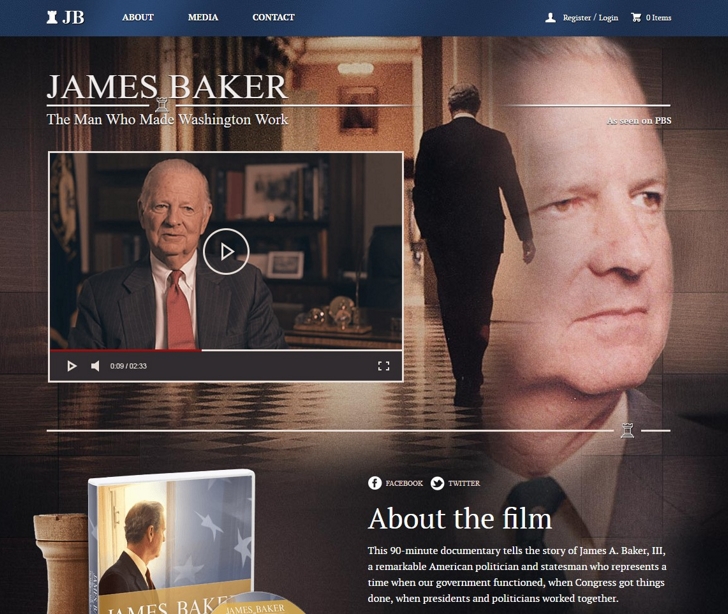 JB
ABOUT
MEDIA
CONTACT
Register / Login
0 Items
JAMES BAKER
The Man Who Made Washington Work
As seen on PBS
0:09 / 02:33
FACEBOOK
TWITTER
About the film
This 90-minute documentary tells the story of James A. Baker, III,
a remarkable American politician and statesman who represents a
time when our government functioned, when Congress got things
done, when presidents and politicians worked together.
JAMES BAKER